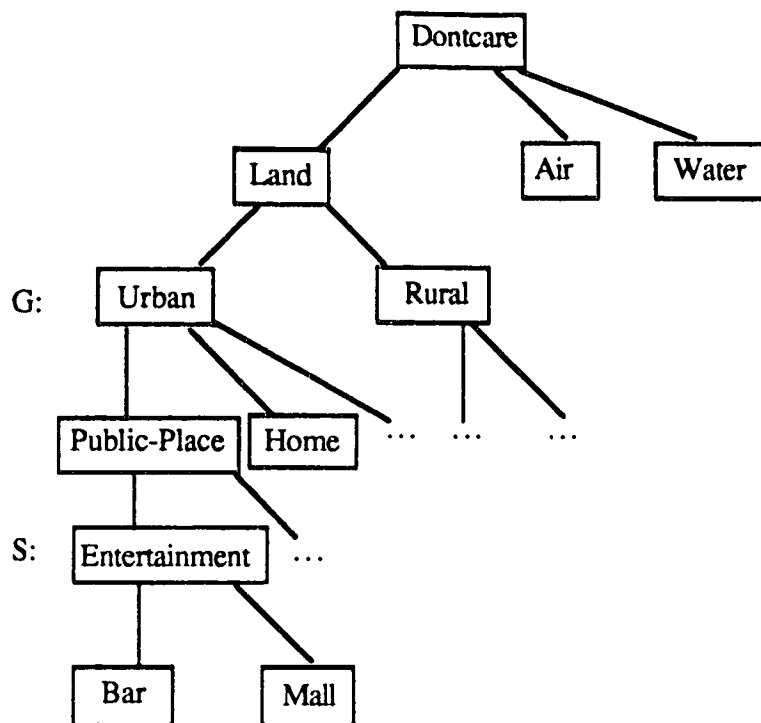 Dontcare
Land Air Water
G: Urban Rural
Public-Place Home ... ... ...
S: Entertainment ...
Bar Mall